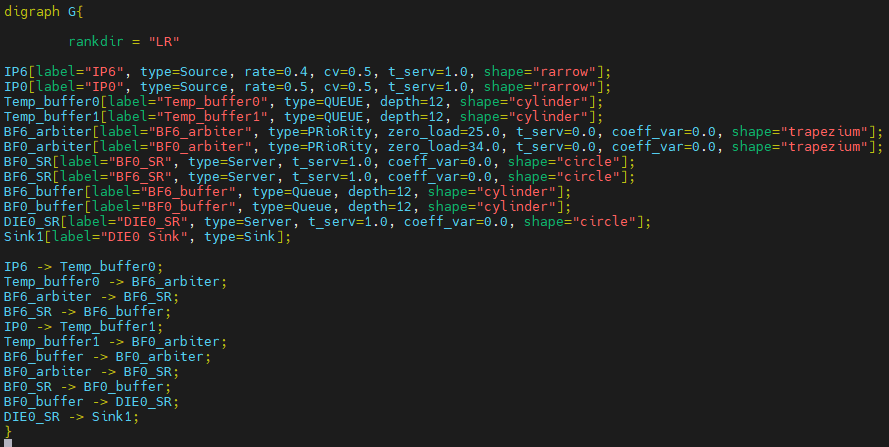 digraph G{
rankdir = "LR"
IP6[label="IP6", type=Source, rate=0.4, cv=0.5, t_serv=1.0, shape="rarrow"];
IP0[label="IP0", type=Source, rate=0.5, cv=0.5, t_serv=1.0, shape="rarrow"];
Temp_buffer0[label="Temp_buffer0", type=QUEUE, depth=12, shape="cylinder"];
Temp_buffer1[label="Temp_buffer1", type=QUEUE, depth=12, shape="cylinder"];
BF6_arbiter[label="BF6_arbiter", type=PRioRity, zero_load=25.0, t_serv=0.0, coeff_var=0.0, shape="trapezium"];
BF0_arbiter[label="BF0_arbiter", type=PRioRity, zero_load=34.0, t_serv=0.0, coeff_var=0.0, shape="trapezium"];
BF0_SR[label="BF0_SR", type=Server, t_serv=1.0, coeff_var=0.0, shape="circle"];
BF6_SR[label="BF6_SR", type=Server, t_serv=1.0, coeff_var=0.0, shape="circle"];
BF6_buffer[label="BF6_buffer", type=Queue, depth=12, shape="cylinder"];
BF0_buffer[label="BF0_buffer", type=Queue, depth=12, shape="cylinder"];
DIE0_SR[label="DIE0_SR", type=Server, t_serv=1.0, coeff_var=0.0, shape="circle"];
Sink1[label="DIE0 Sink", type=Sink];
IP6 -> Temp_buffer0;
Temp_buffer0 -> BF6_arbiter;
BF6_arbiter -> BF6_SR;
BF6_SR -> BF6_buffer;
IP0 -> Temp_buffer1;
Temp_buffer1 -> BF0_arbiter;
BF6_buffer -> BF0_arbiter;
BF0_arbiter -> BF0_SR;
BF0_SR -> BF0_buffer;
BF0_buffer -> DIE0_SR;
DIE0_SR -> Sink1;
}